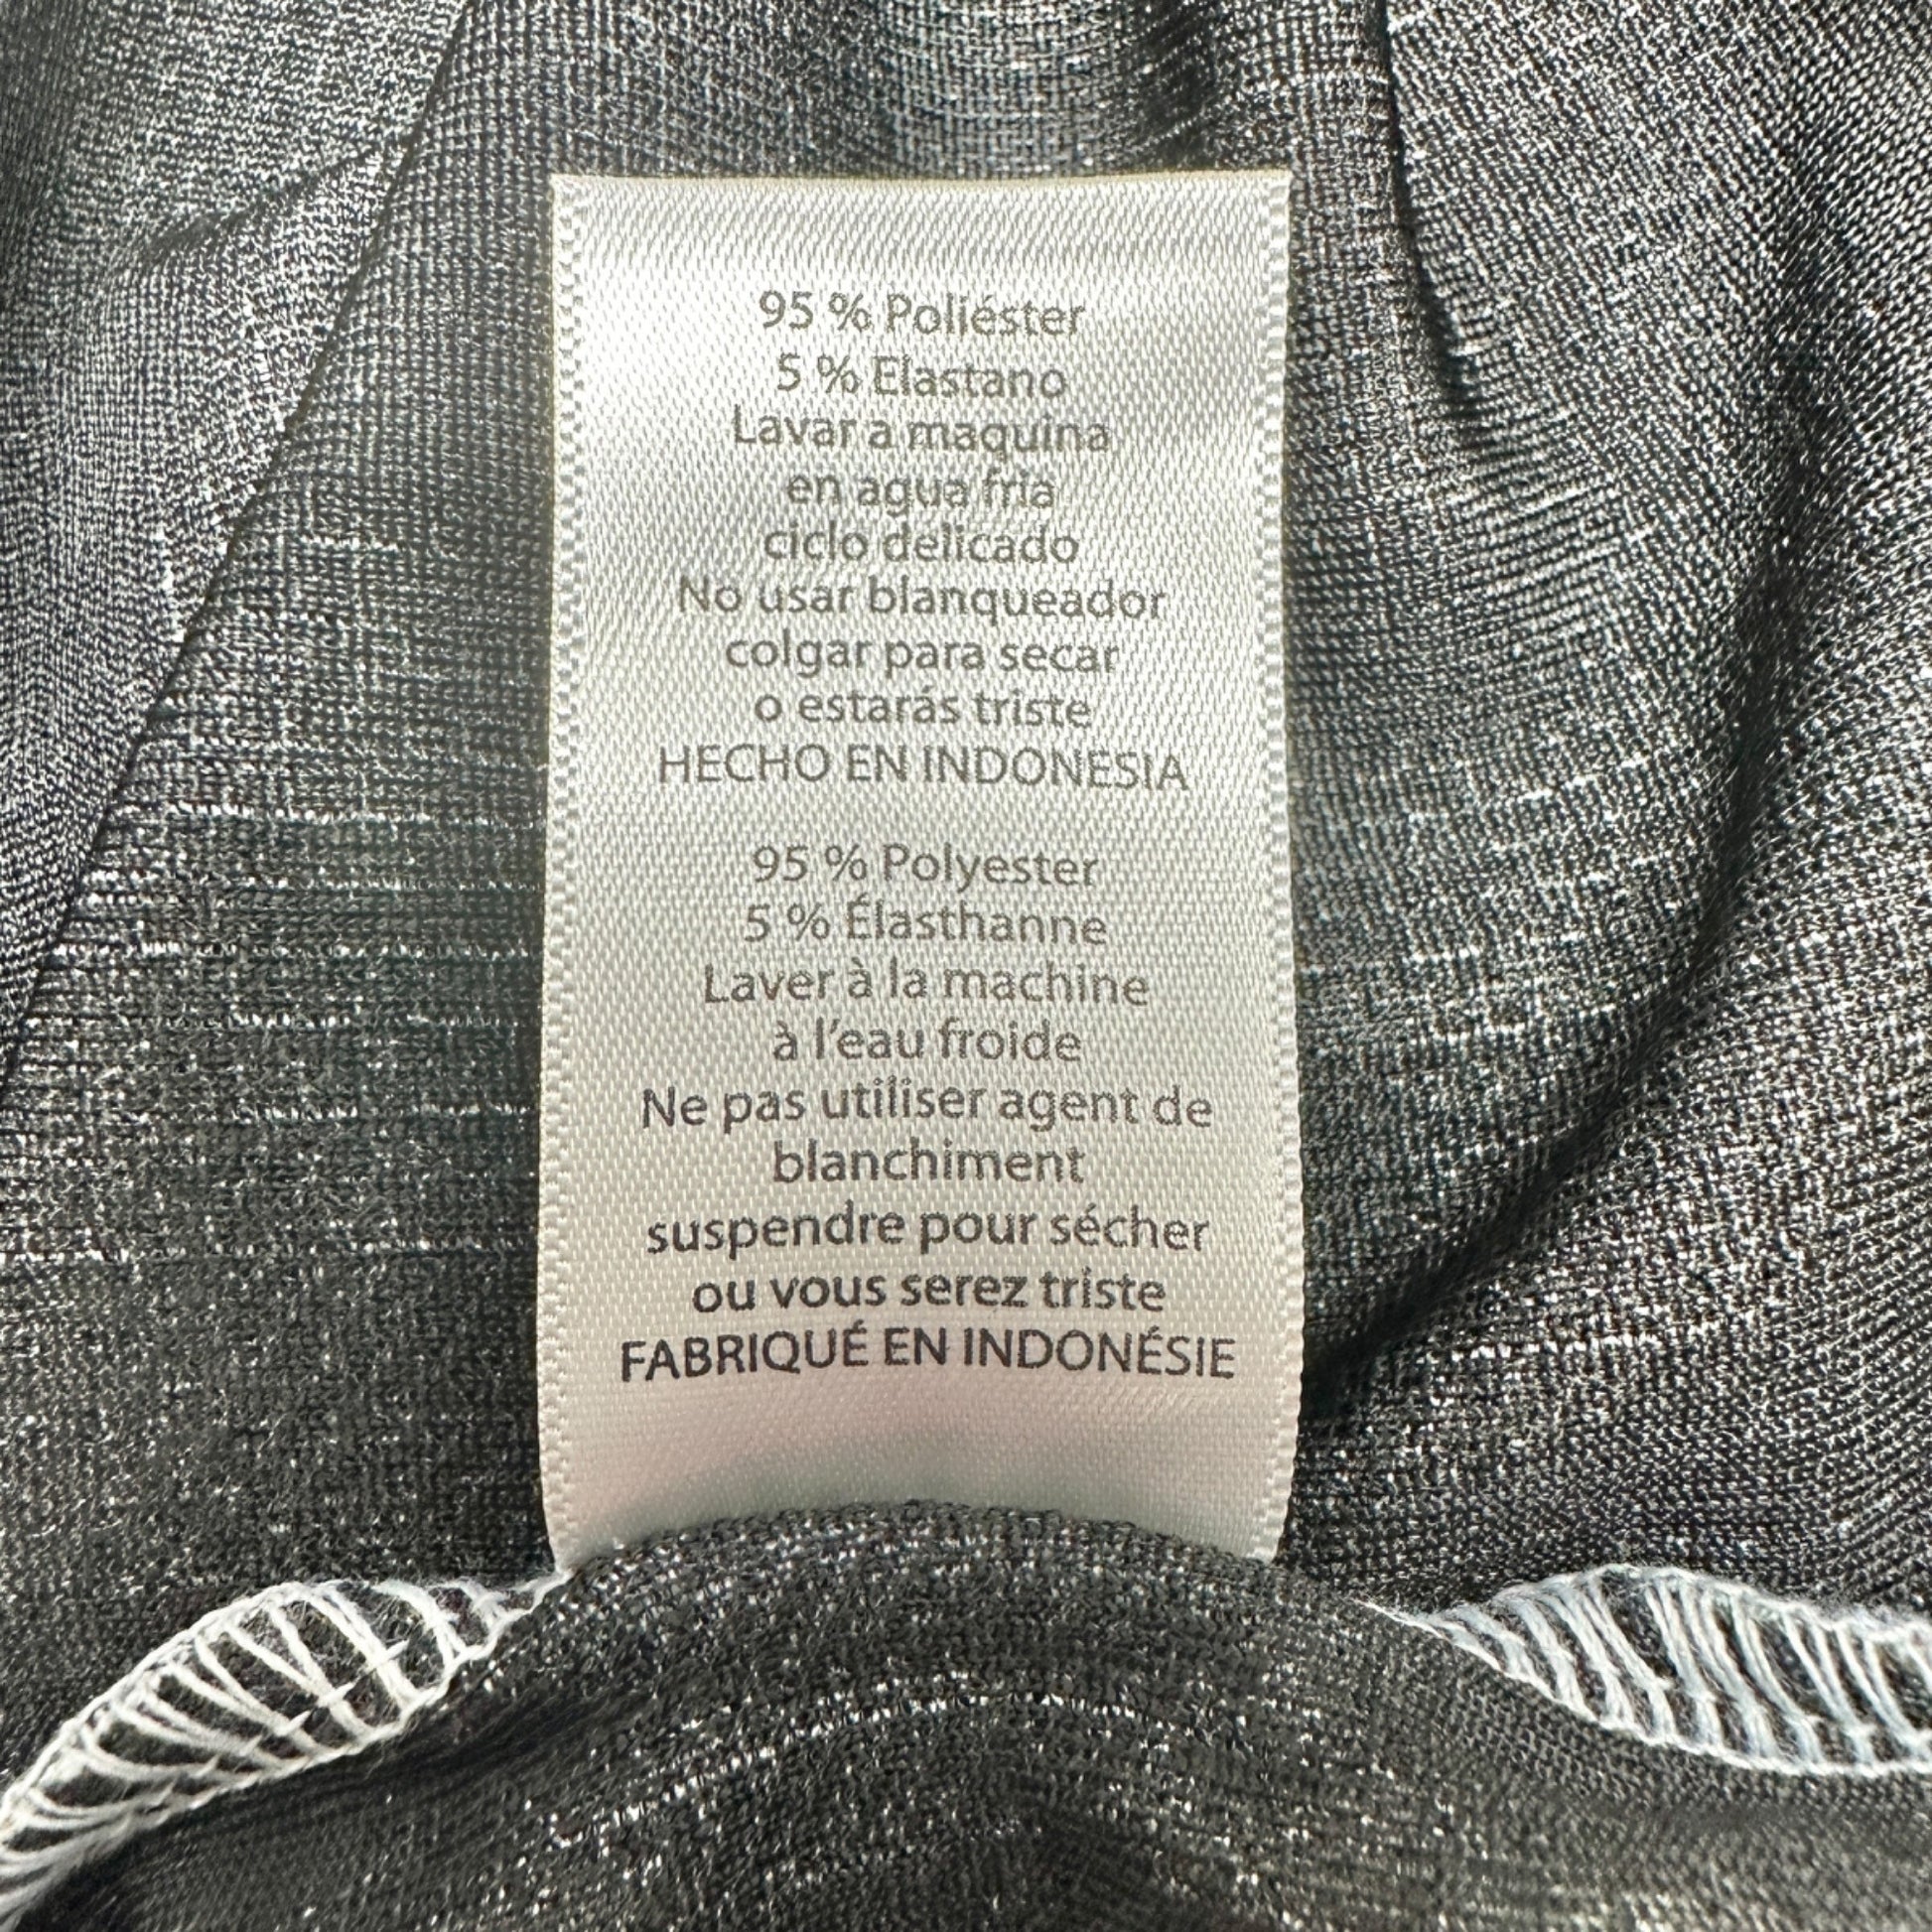 95 % Poliéster
5 % Elastano
Lavar a maquina
en agua fria
ciclo delicado
No usar blanqueador
colgar para secar
o estarás triste
HECHO EN INDONESIA
95 % Polyester
5 % Élasthanne
Laver à la machine
à l'eau froide
Ne pas utiliser agent de
blanchiment
suspendre pour sécher
ou vous serez triste
FABRIQUÉ EN INDONÉSIE